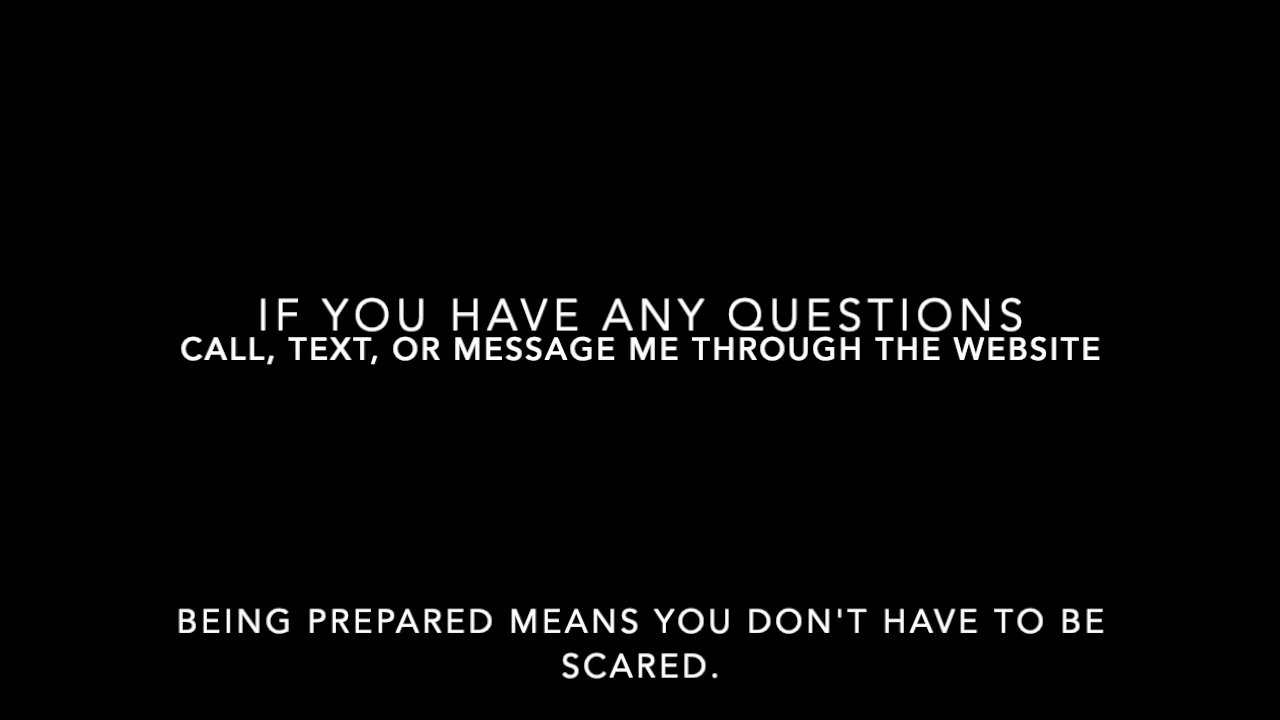 IF YOU HAVE ANY QUESTIONS
CALL, TEXT, OR MESSAGE ME THROUGH THE WEBSITE
BEING PREPARED MEANS YOU DON'T HAVE TO BE
SCARED.